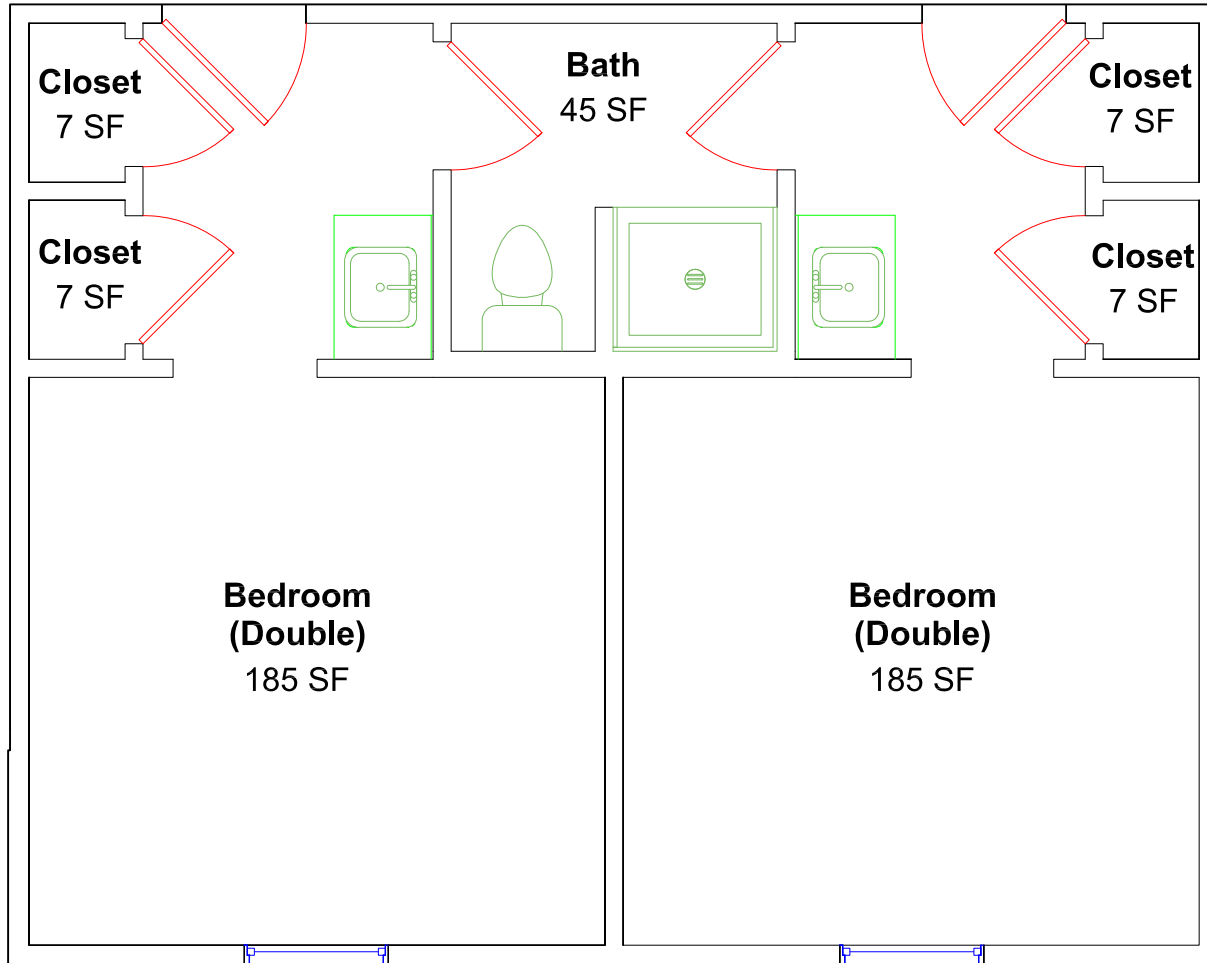 Closet
7 SF
Bath
45 SF
Closet
7 SF
Closet
7 SF
Closet
7 SF
Bedroom
(Double)
185 SF
Bedroom
(Double)
185 SF